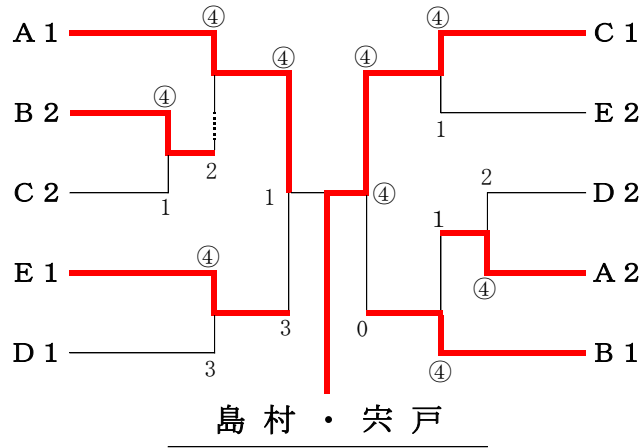 A 1 ④ ④ ④ ④ C 1
B 2 ④ 1 E 2
C 2 1 2 1 ④ 2 D 2
E 1 ④ 1 ④ A 2
D 1 3 3 0 ④ B 1
島 村 ・ 宍 戸